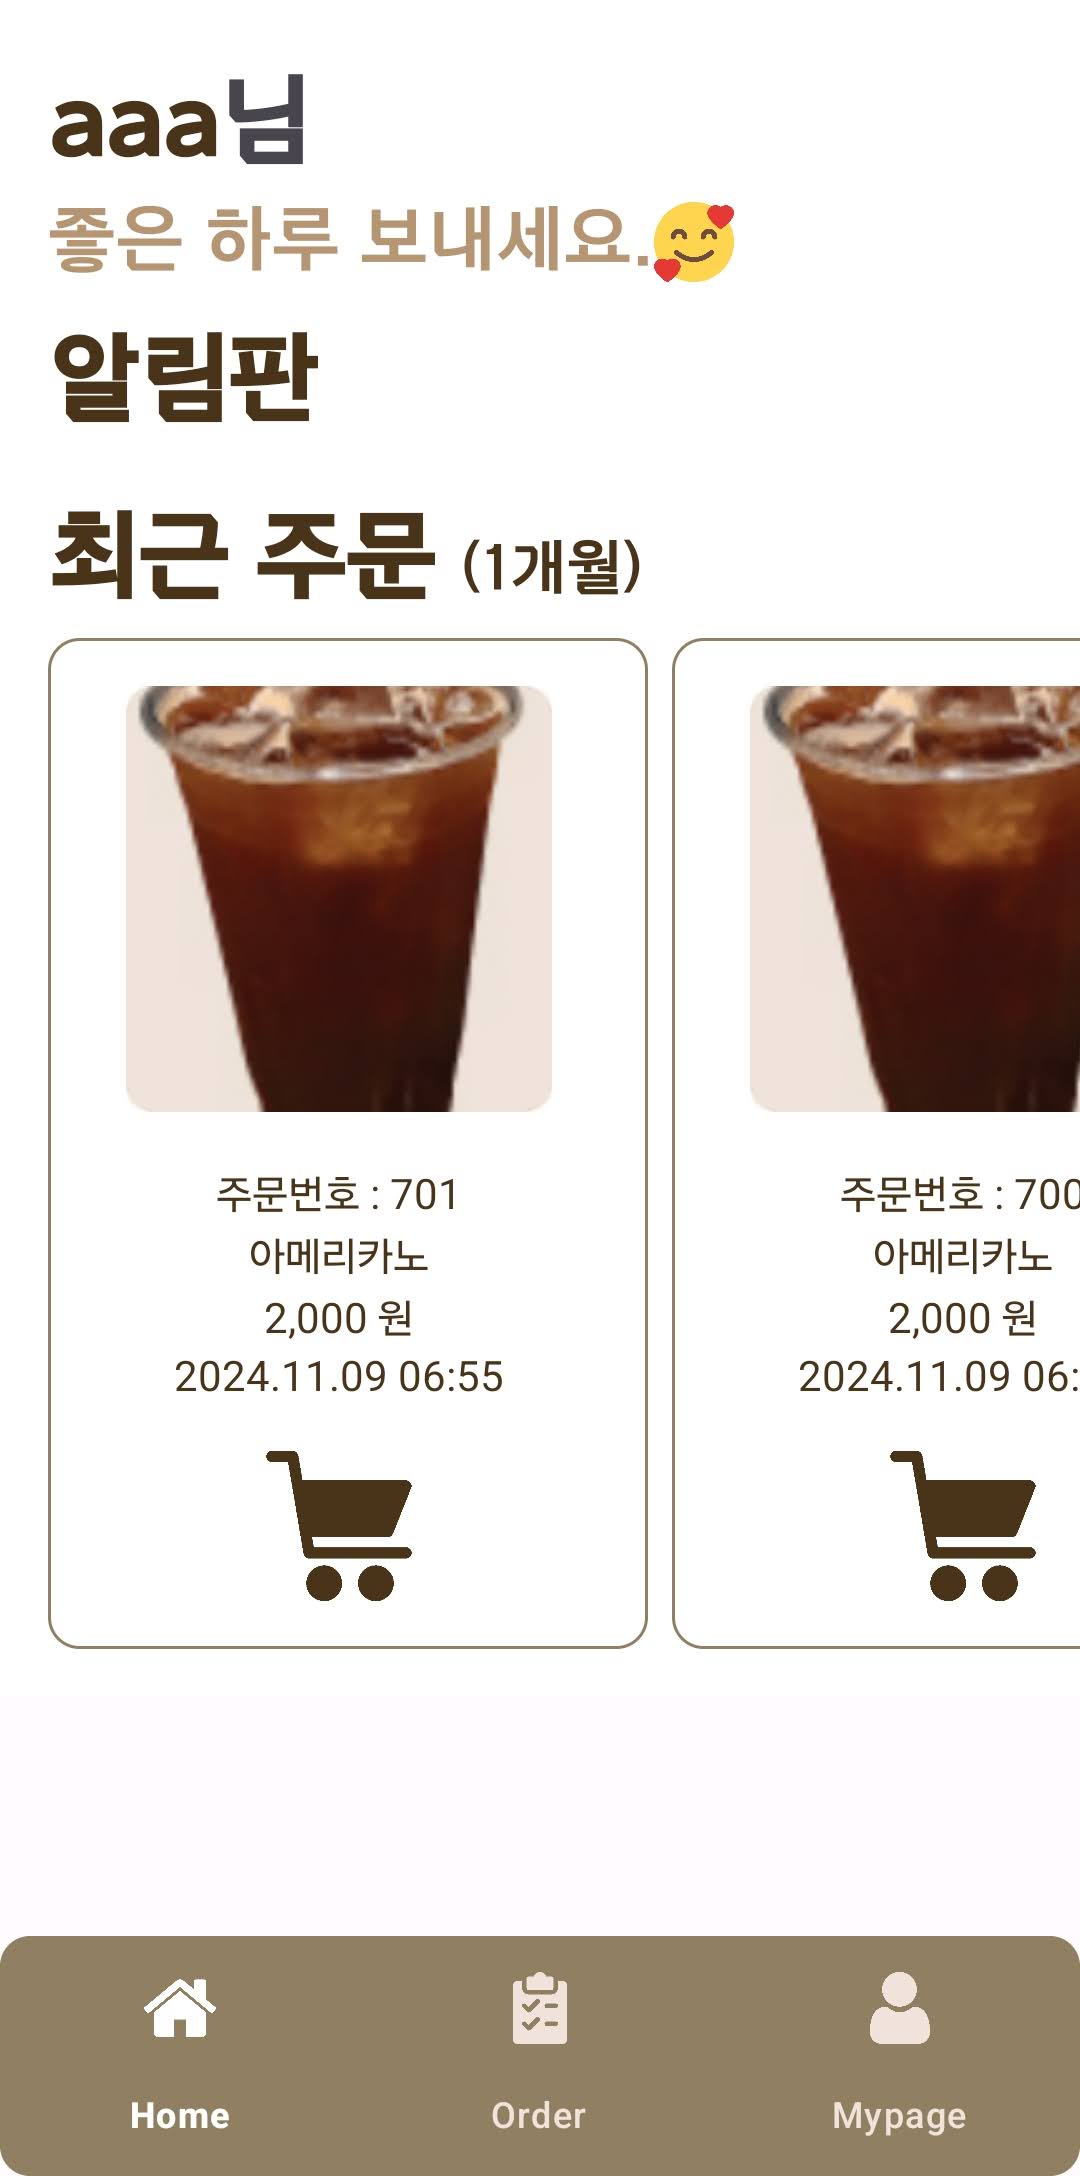 aaa님
좋은 하루 보내세요.🥰
알림판
최근 주문 (1개월)
주문번호 : 701
아메리카노
2,000 원
2024.11.09 06:55
주문번호 : 700
아메리카노
2,000 원
2024.11.09 06:
Home
Order
Mypage